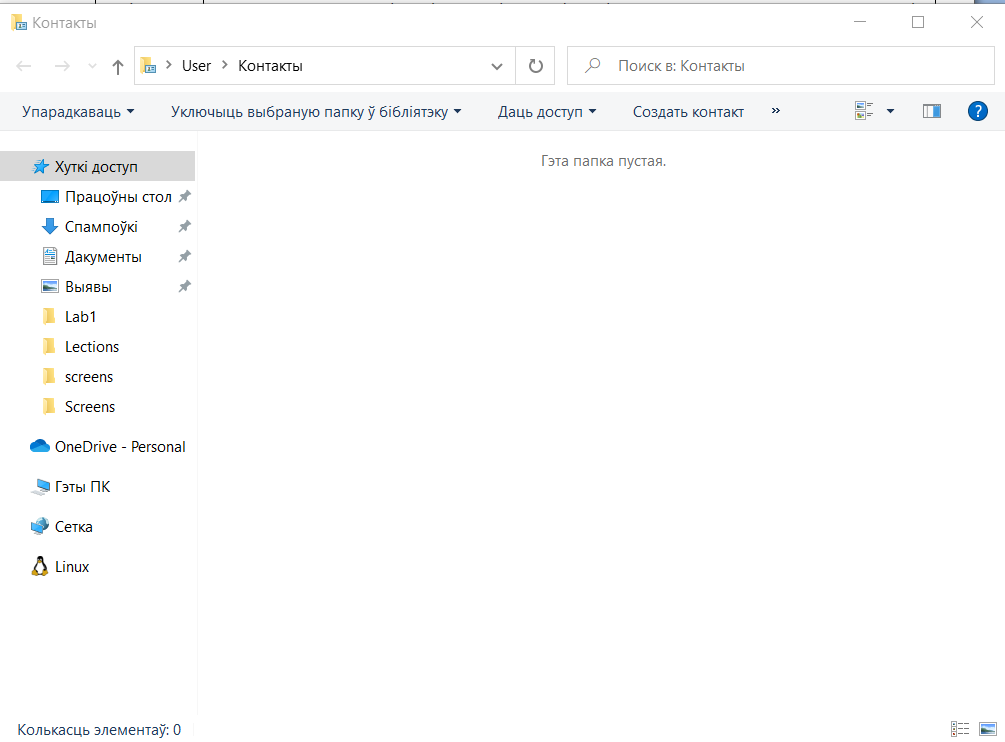 Контакты
User Контакты
Поиск в: Контакты
Упарадкаваць Уключыць выбраную папку ў бібліятэку Даць доступ Создать контакт » ?
Гэта папка пустая.
Хуткі доступ
Працоўны стол
Спампоўкі
Дакументы
Выявы
Lab1
Lections
screens
Screens
OneDrive - Personal
Гэты ПК
Сетка
Linux
Колькасць элементаў: 0